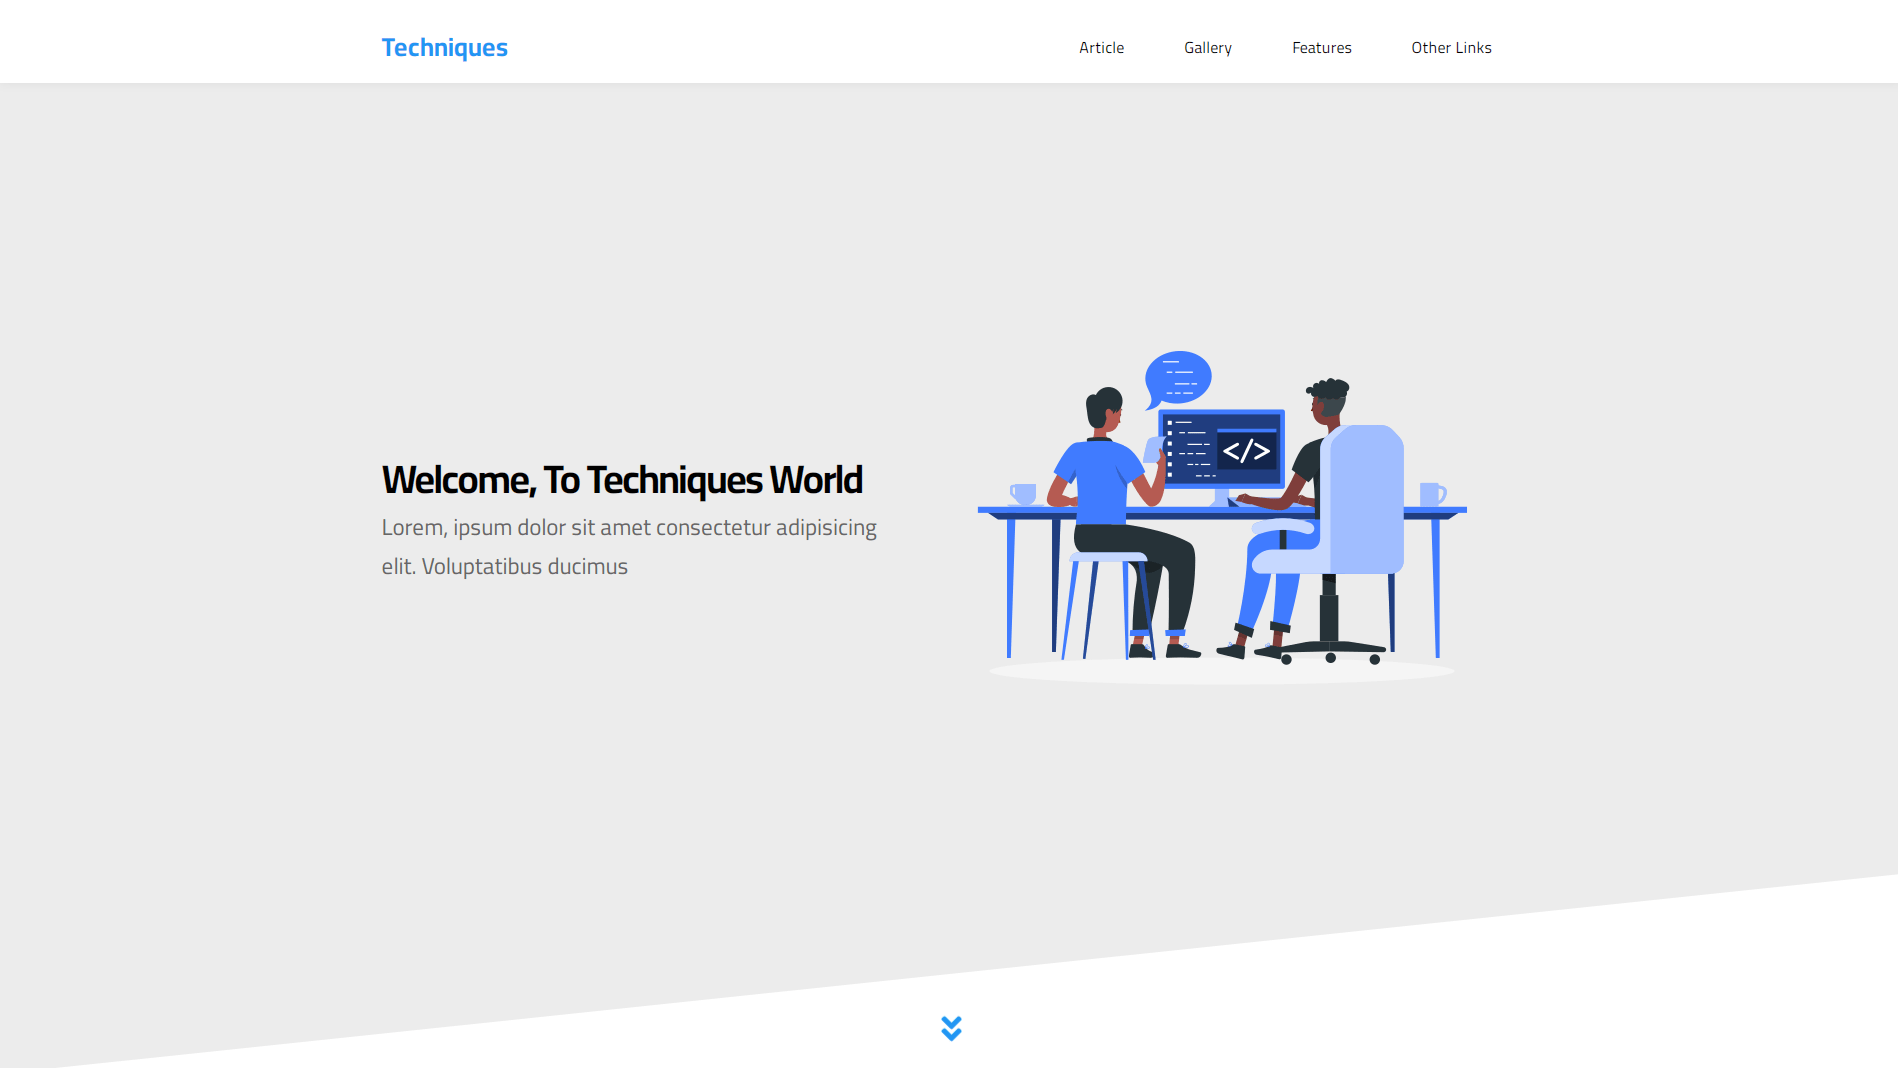 Techniques
Article
Gallery
Features
Other Links
Welcome, To Techniques World
Lorem, ipsum dolor sit amet consectetur adipisicing
elit. Voluptatibus ducimus
</>